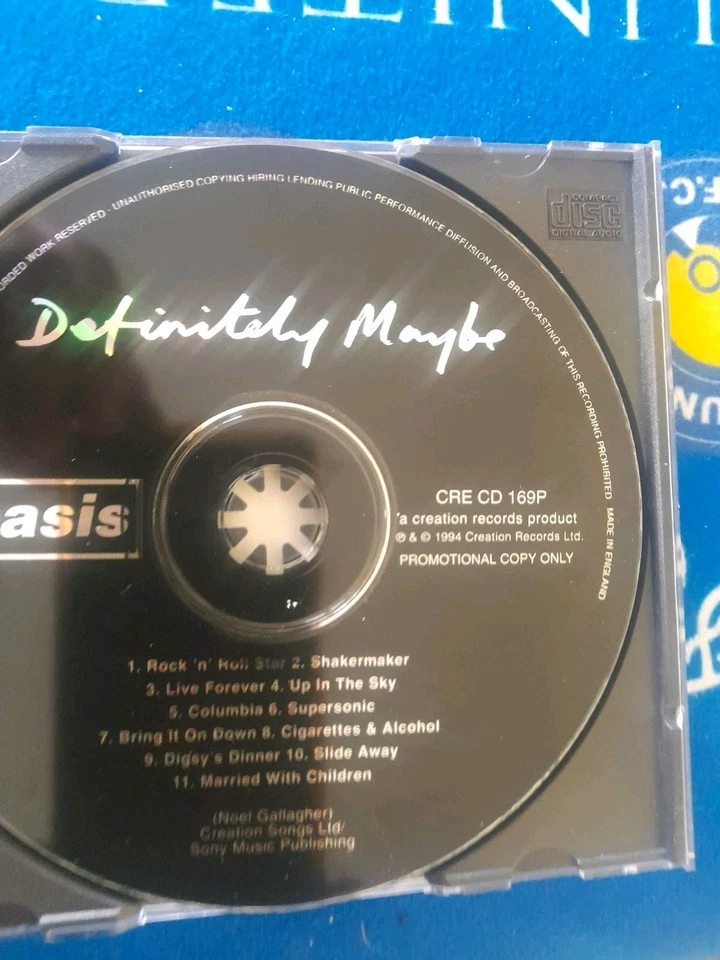 UNITE
ORDED WORK RESERVED · UNAUTHORISED COPYING HIRING LENDING PUBLIC PERFORMANCE DIFFUSION AND BROADCASTING OF THIS RECORDING PROHIBITED MADE IN ENGLAND
COMPACT
disc
DIGITAL AUDIO
F.C.
UM
Definitely Maybe
asis
CRE CD 169P
a creation records product
℗ & © 1994 Creation Records Ltd.
PROMOTIONAL COPY ONLY
1. Rock 'n' Roll Star 2. Shakermaker
3. Live Forever 4. Up In The Sky
5. Columbia 6. Supersonic
7. Bring It On Down 8. Cigarettes & Alcohol
9. Digsy's Dinner 10. Slide Away
11. Married With Children
(Noel Gallagher)
Creation Songs Ltd/
Sony Music Publishing